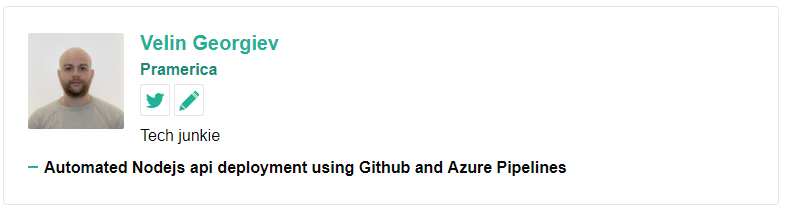 Velin Georgiev
Pramerica
Tech junkie
Automated Nodejs api deployment using Github and Azure Pipelines